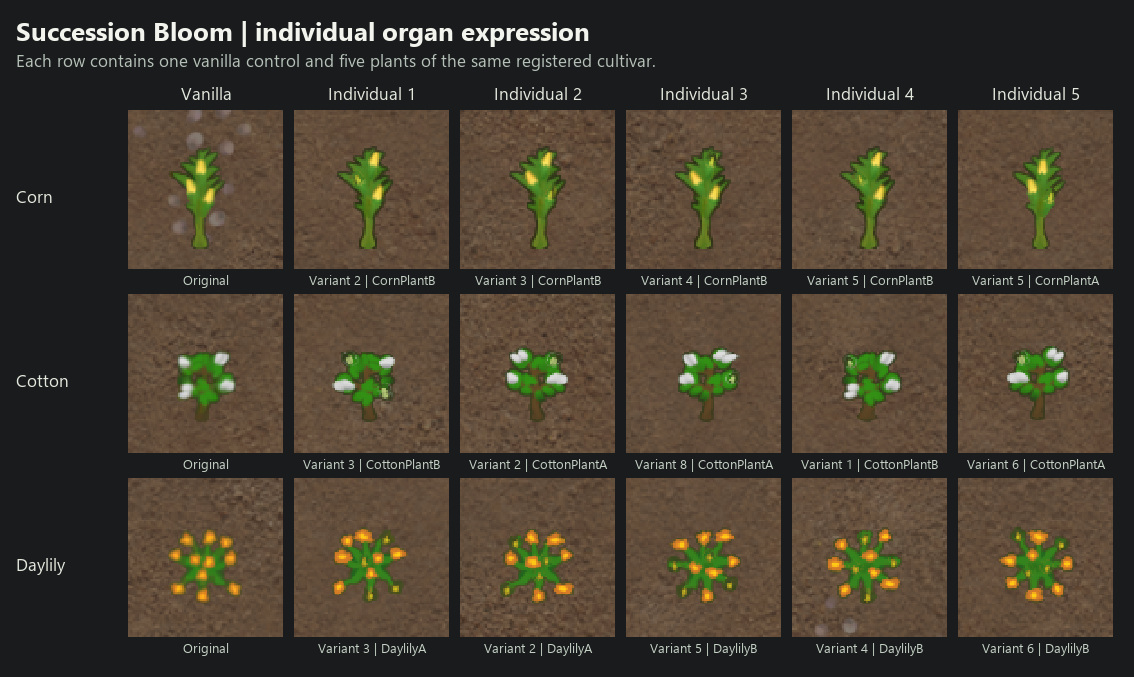 Succession Bloom | individual organ expression
Each row contains one vanilla control and five plants of the same registered cultivar.
Vanilla Individual 1 Individual 2 Individual 3 Individual 4 Individual 5
Corn
Original Variant 2 | CornPlantB Variant 3 | CornPlantB Variant 4 | CornPlantB Variant 5 | CornPlantB Variant 5 | CornPlantA
Cotton
Original Variant 3 | CottonPlantB Variant 2 | CottonPlantA Variant 8 | CottonPlantA Variant 1 | CottonPlantB Variant 6 | CottonPlantA
Daylily
Original Variant 3 | DaylilyA Variant 2 | DaylilyA Variant 5 | DaylilyB Variant 4 | DaylilyB Variant 6 | DaylilyB